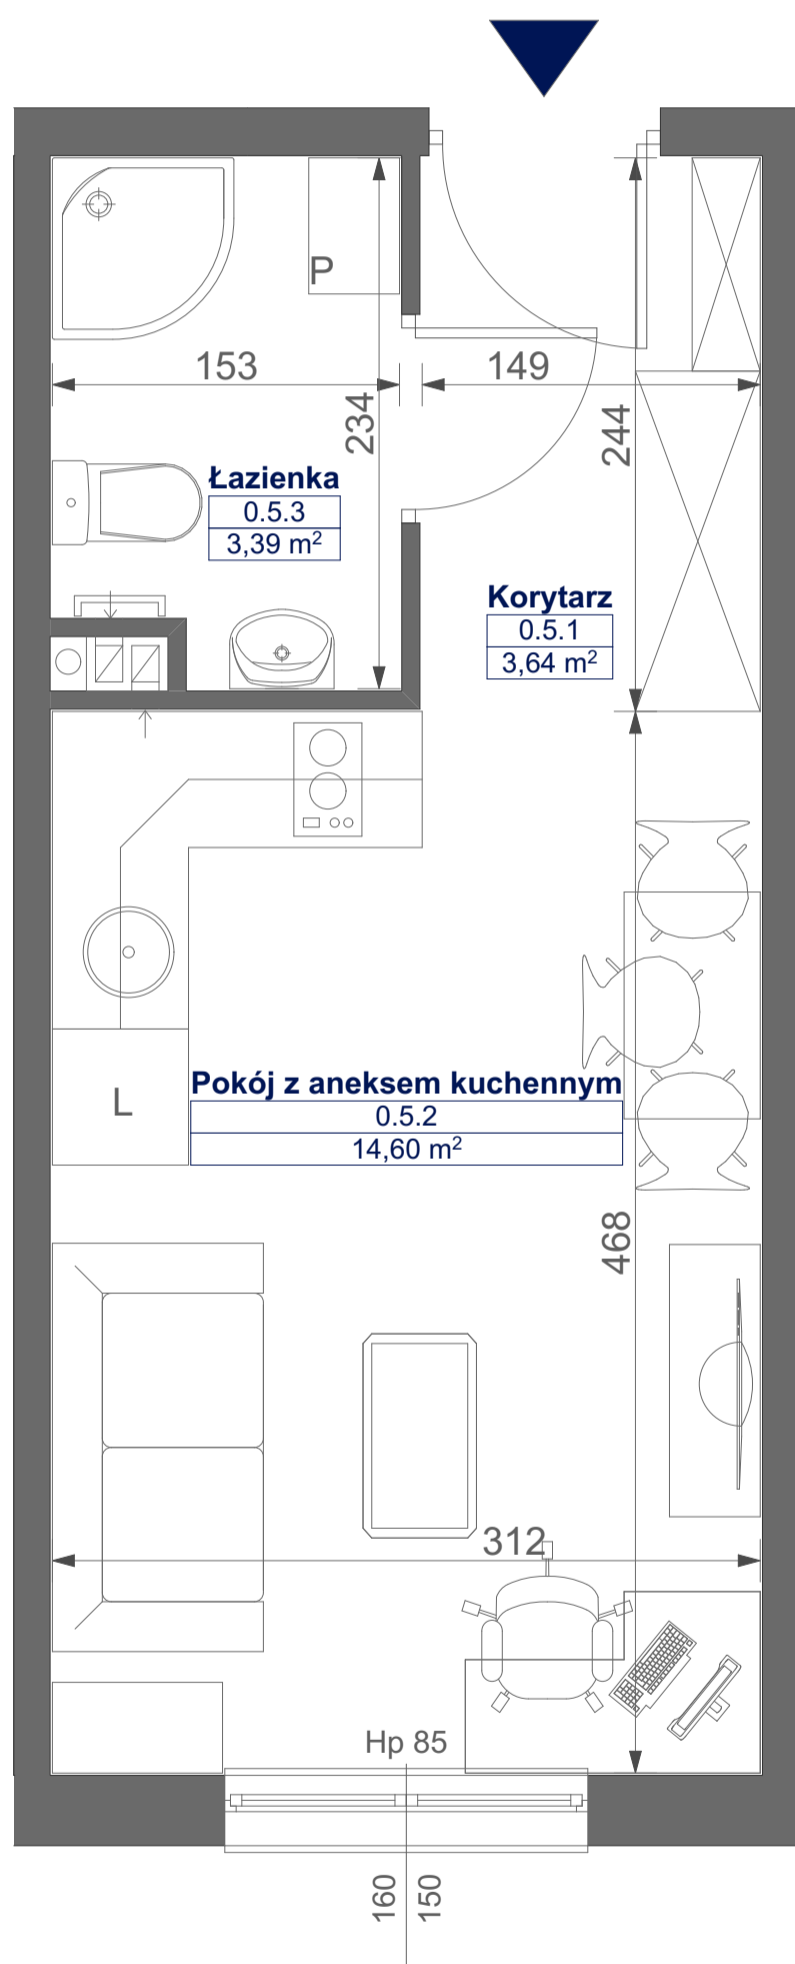 P
153
149
234
244
Łazienka
0.5.3
3,39 m²
Korytarz
0.5.1
3,64 m²
Pokój z aneksem kuchennym
0.5.2
14,60 m²
L
468
312
Hp 85
160
150